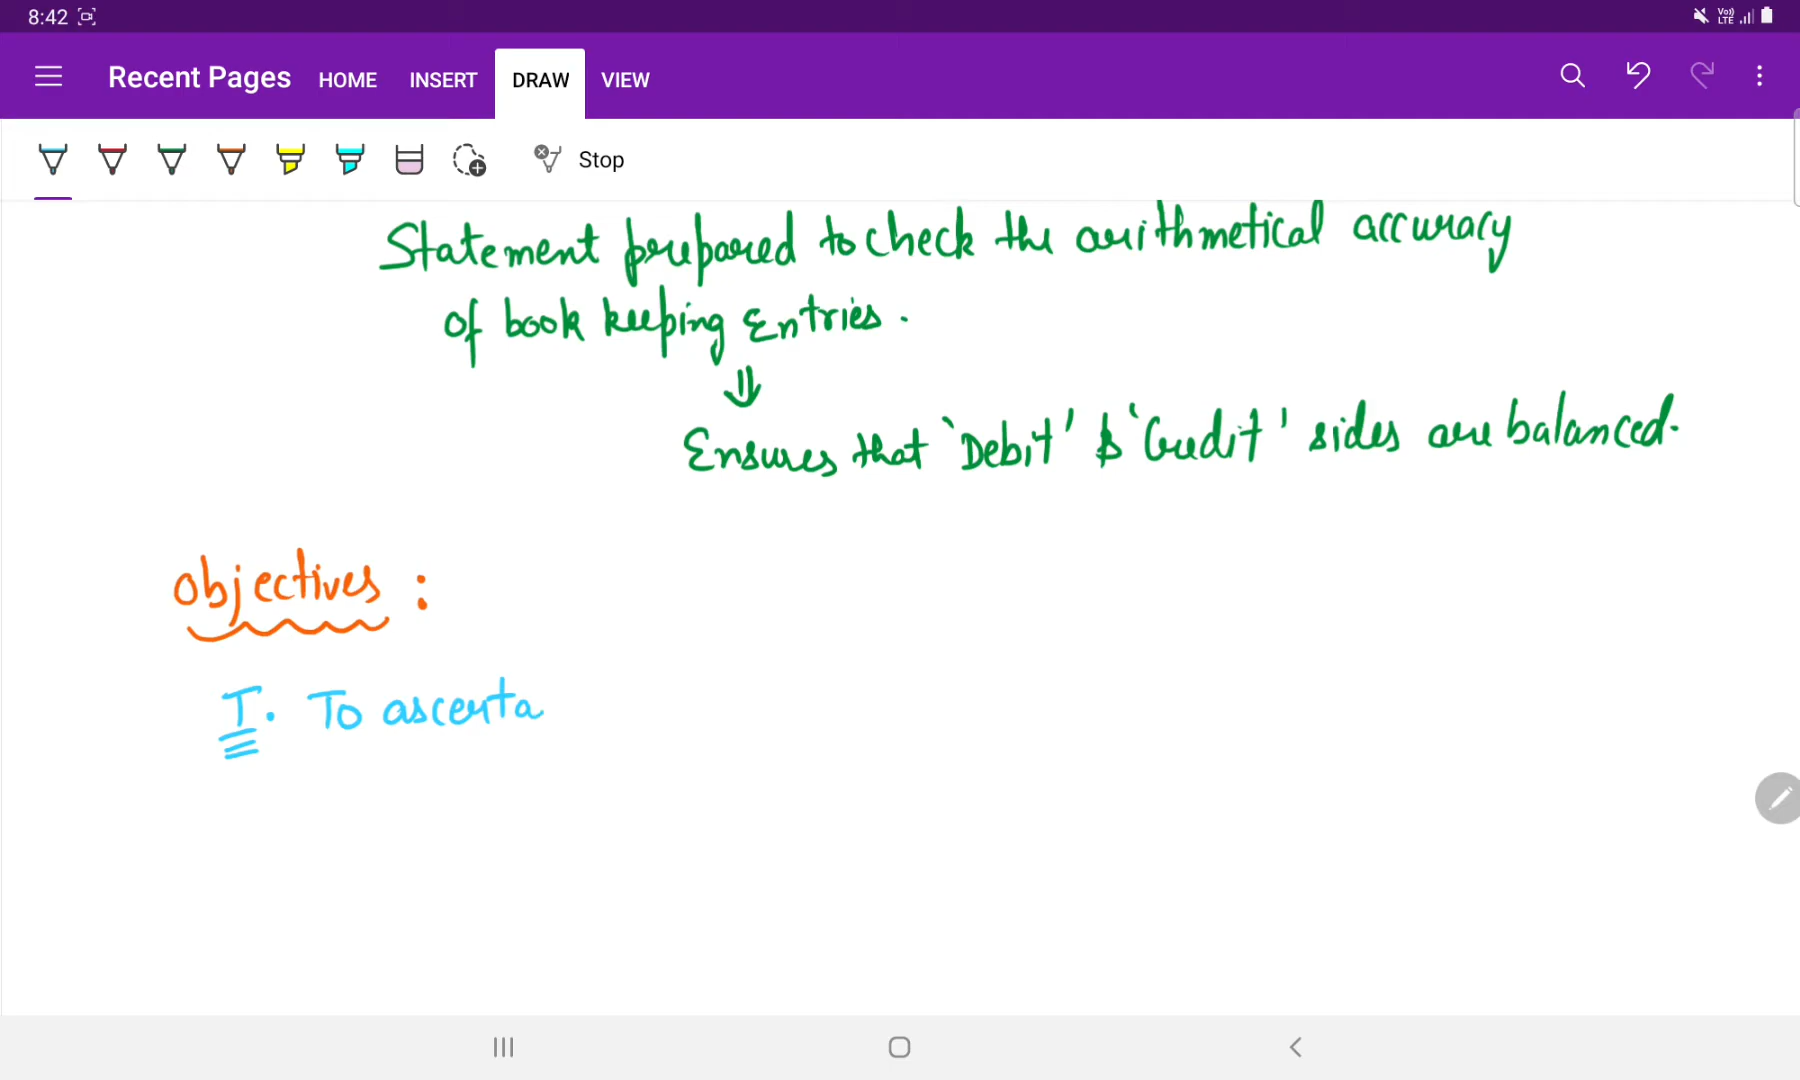 8:42
Recent Pages HOME INSERT DRAW VIEW
Stop
Statement prepared to check the arithmetical accuracy
of book keeping Entries.
⇓
Ensures that 'Debit' & 'Credit' sides are balanced.
Objectives :
I. To ascerta